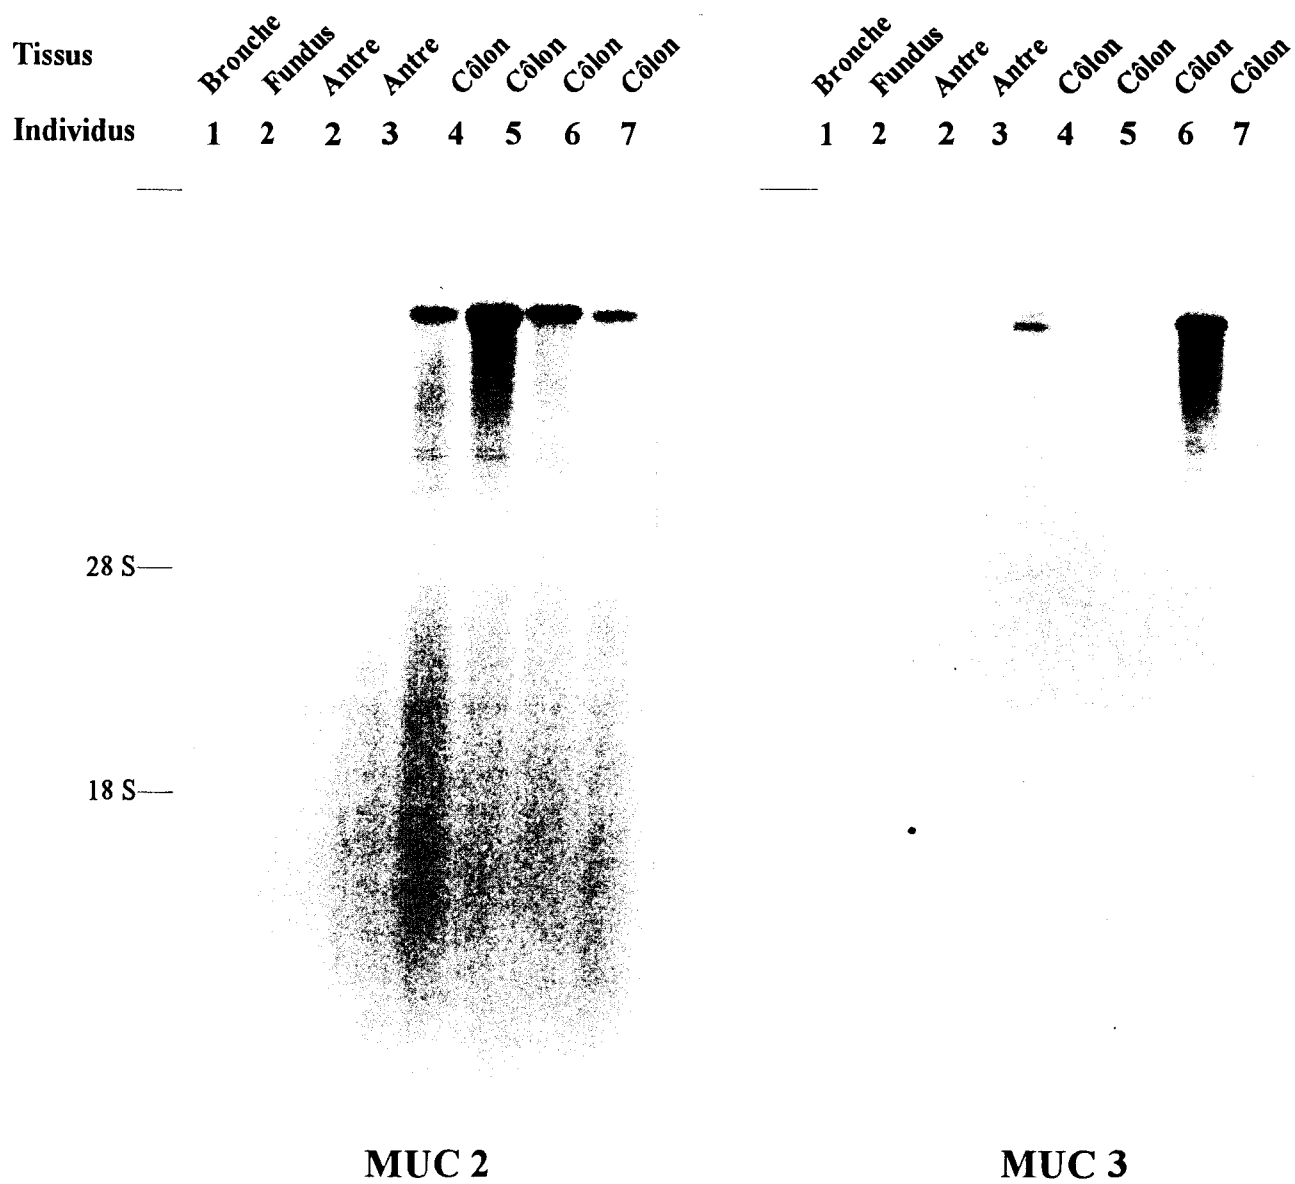 Tissus Bronche Fundus Antre Antre Côlon Côlon Côlon Côlon Bronche Fundus Antre Antre Côlon Côlon Côlon Côlon
Individus 1 2 2 3 4 5 6 7 1 2 2 3 4 5 6 7
28 S
18 S
MUC 2 MUC 3